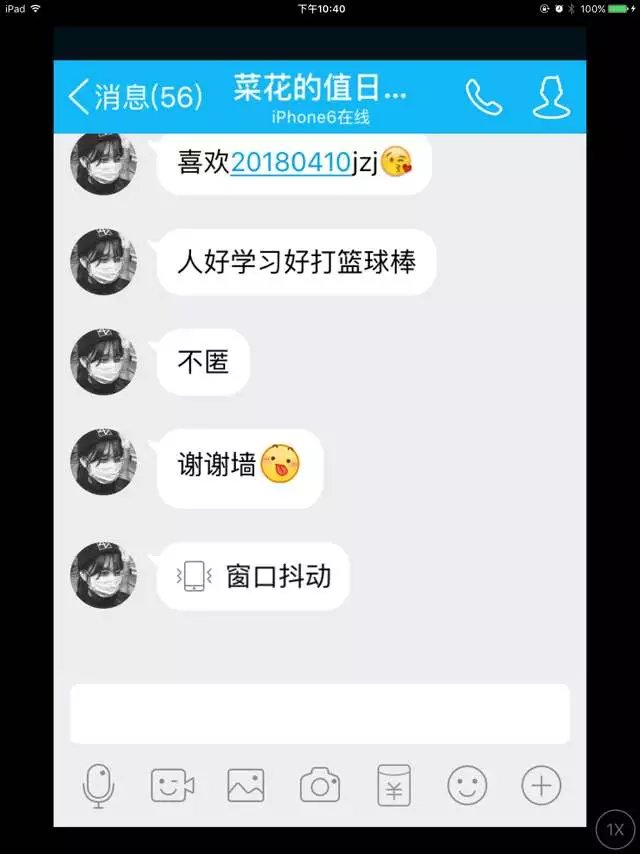 iPad 下午10:40 100%
消息(56) 菜花的值日...
iPhone6在线
喜欢20180410jzj
人好学习好打篮球棒
不匿
谢谢墙
窗口抖动
¥
1X